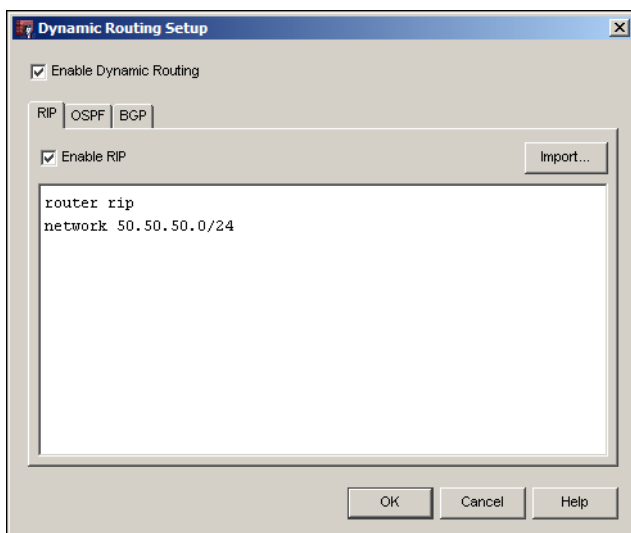 Dynamic Routing Setup
Enable Dynamic Routing
RIP OSPF BGP
Enable RIP
Import...
router rip
network 50.50.50.0/24
OK Cancel Help